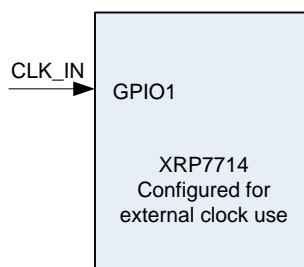 CLK_IN
GPIO1
XRP7714
Configured for
external clock use